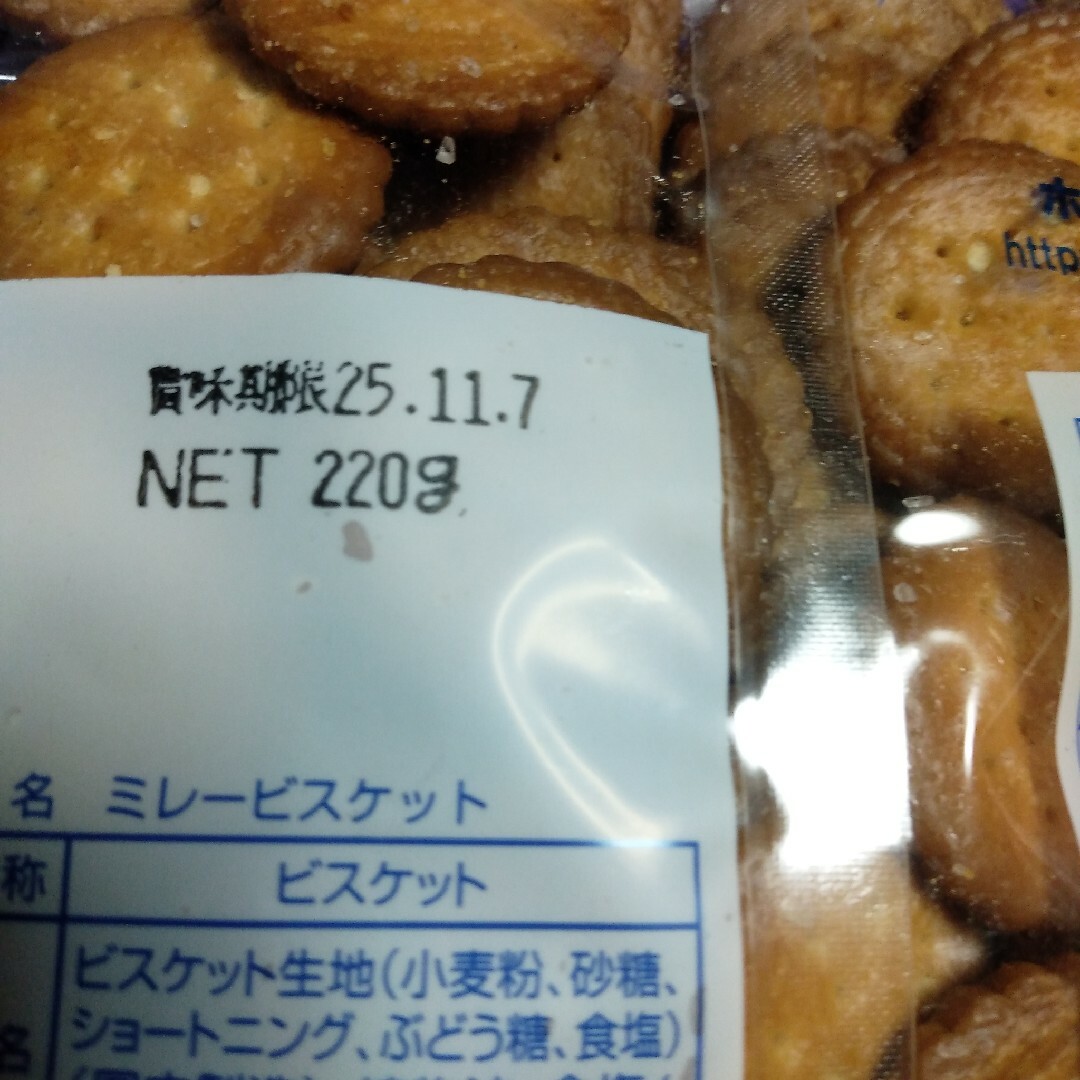 http
賞味期限25.11.7
NET 220g
名 ミレービスケット
称 ビスケット
ビスケット生地(小麦粉、砂糖、
名 ショートニング、ぶどう糖、食塩)